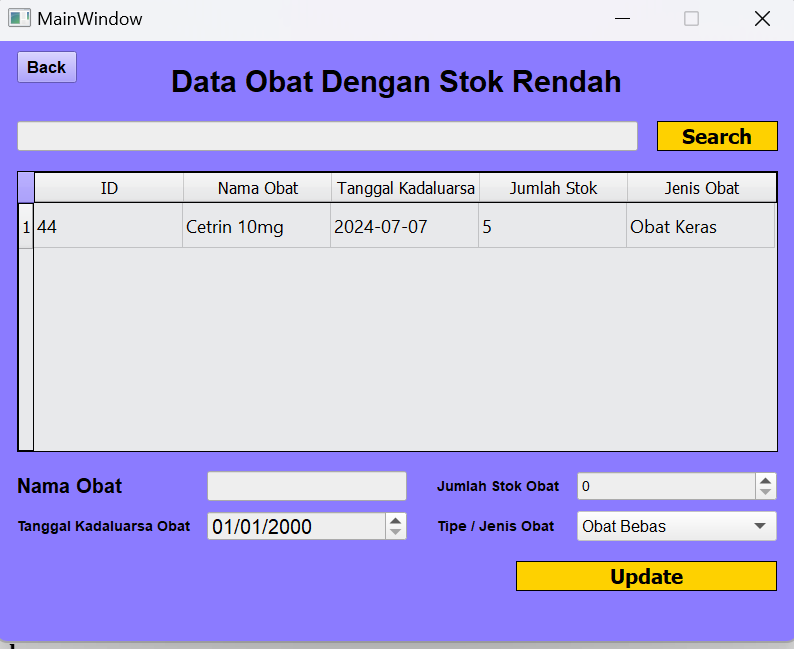 MainWindow
Back
Data Obat Dengan Stok Rendah
Search
ID Nama Obat Tanggal Kadaluarsa Jumlah Stok Jenis Obat
1 44 Cetrin 10mg 2024-07-07 5 Obat Keras
Nama Obat Jumlah Stok Obat 0
Tanggal Kadaluarsa Obat 01/01/2000 Tipe / Jenis Obat Obat Bebas
Update